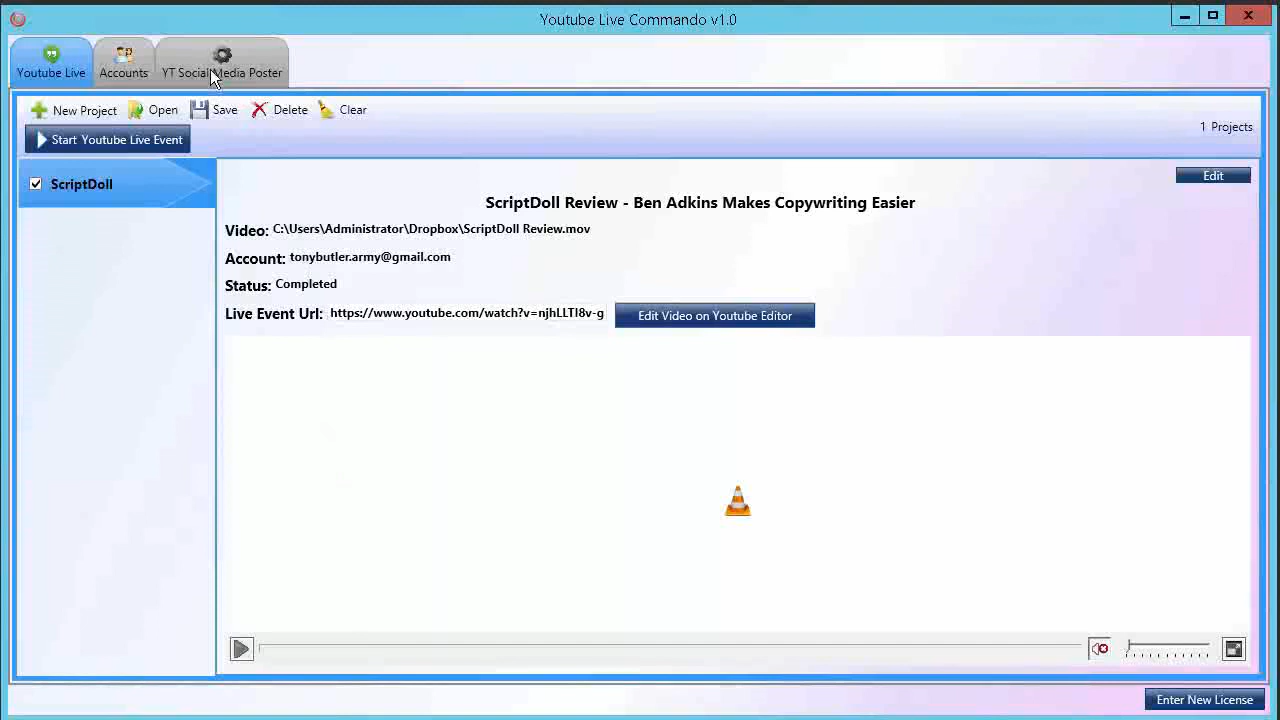 Youtube Live Commando v1.0
Youtube Live
Accounts
YT Social Media Poster
New Project Open Save Delete Clear
Start Youtube Live Event
1 Projects
ScriptDoll
Edit
ScriptDoll Review - Ben Adkins Makes Copywriting Easier
Video: C:\Users\Administrator\Dropbox\ScriptDoll Review.mov
Account: tonybutler.army@gmail.com
Status: Completed
Live Event Url: https://www.youtube.com/watch?v=njhLLTI8v-g
Edit Video on Youtube Editor
Enter New License